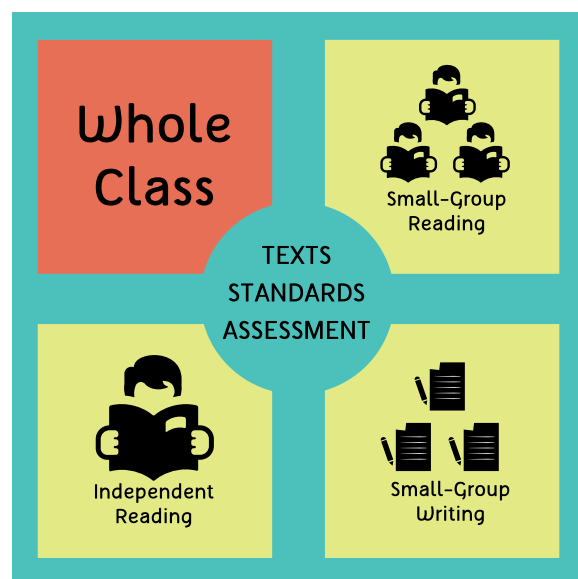 Whole
Class
Small-Group
Reading
TEXTS
STANDARDS
ASSESSMENT
Independent
Reading
Small-Group
Writing